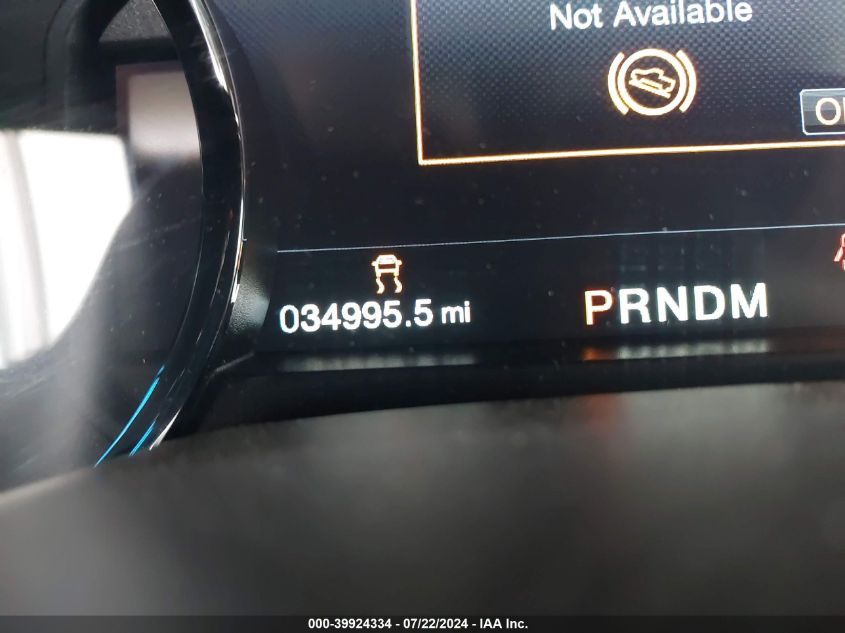 Not Available
034995.5 mi
PRNDM
000-39924334 - 07/22/2024 - IAA Inc.